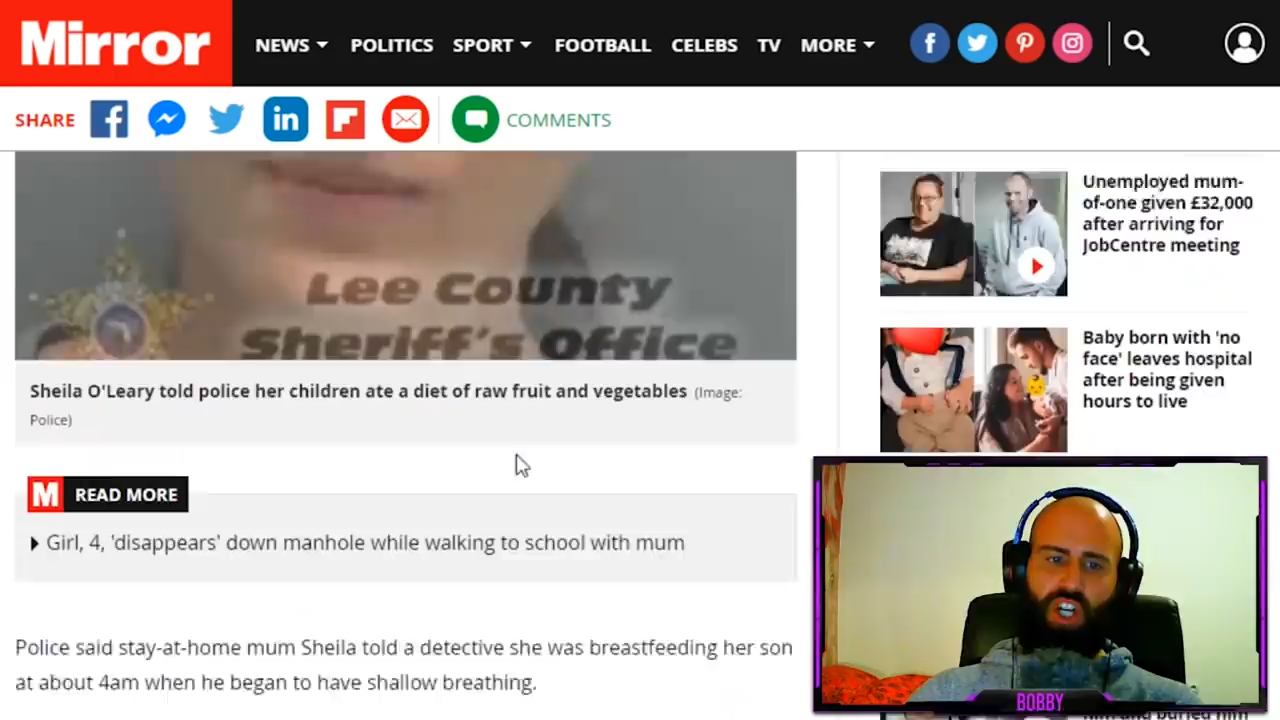 Mirror
NEWS
POLITICS
SPORT
FOOTBALL
CELEBS
TV
MORE
SHARE
COMMENTS
Lee County
Sheriff's Office
Sheila O'Leary told police her children ate a diet of raw fruit and vegetables (Image:
Police)
M READ MORE
Girl, 4, 'disappears' down manhole while walking to school with mum
Police said stay-at-home mum Sheila told a detective she was breastfeeding her son
at about 4am when he began to have shallow breathing.
Unemployed mum-
of-one given £32,000
after arriving for
JobCentre meeting
Baby born with 'no
face' leaves hospital
after being given
hours to live
BOBBY
him and buried him